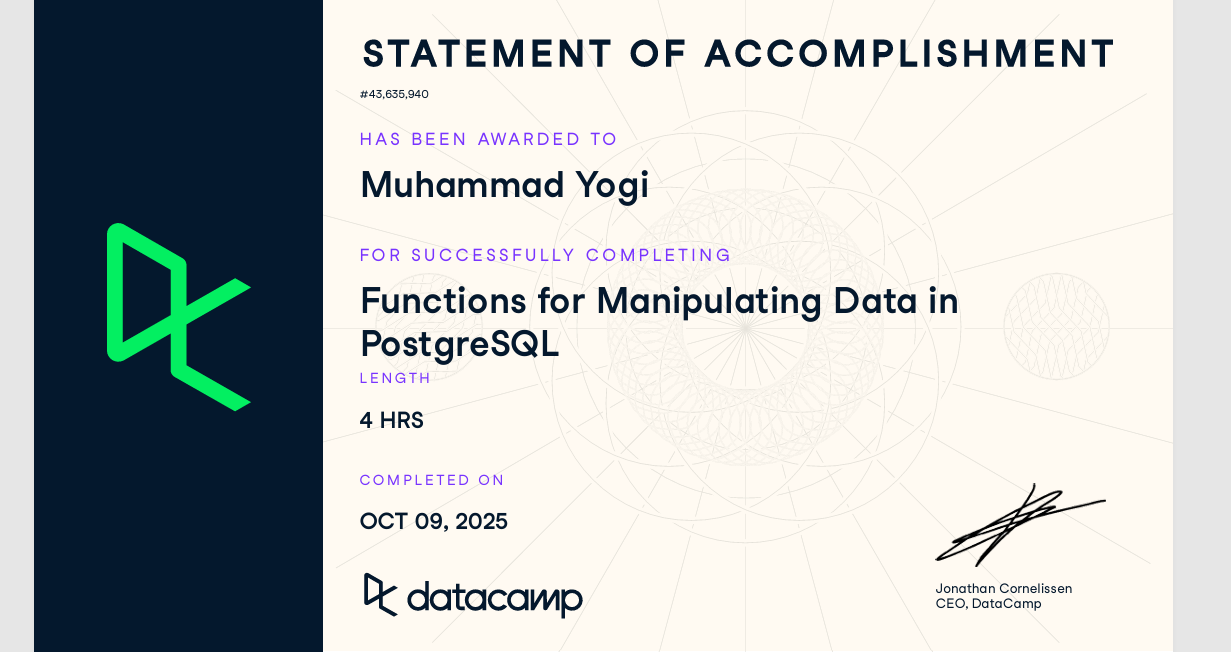 STATEMENT OF ACCOMPLISHMENT
#43,635,940
HAS BEEN AWARDED TO
Muhammad Yogi
FOR SUCCESSFULLY COMPLETING
Functions for Manipulating Data in
PostgreSQL
LENGTH
4 HRS
COMPLETED ON
OCT 09, 2025
datacamp
Jonathan Cornelissen
CEO, DataCamp